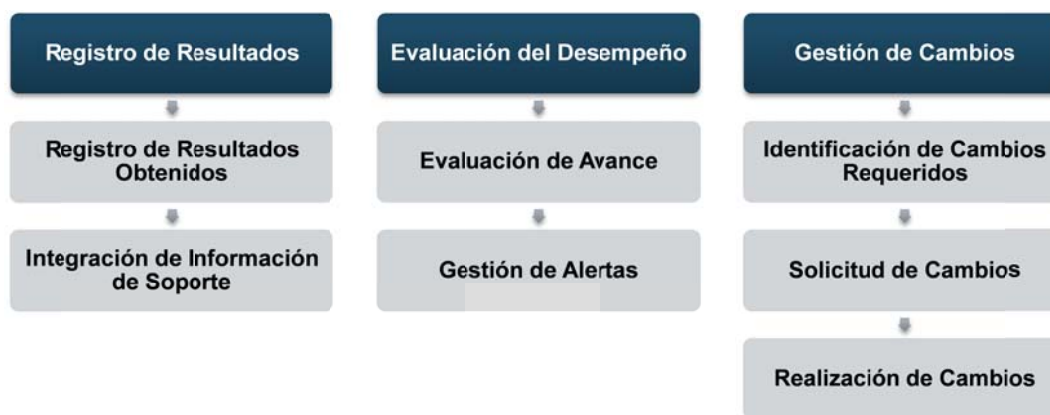 Registro de Resultados
Registro de Resultados
Obtenidos
Integración de Información
de Soporte
Evaluación del Desempeño
Evaluación de Avance
Gestión de Alertas
Gestión de Cambios
Identificación de Cambios
Requeridos
Solicitud de Cambios
Realización de Cambios